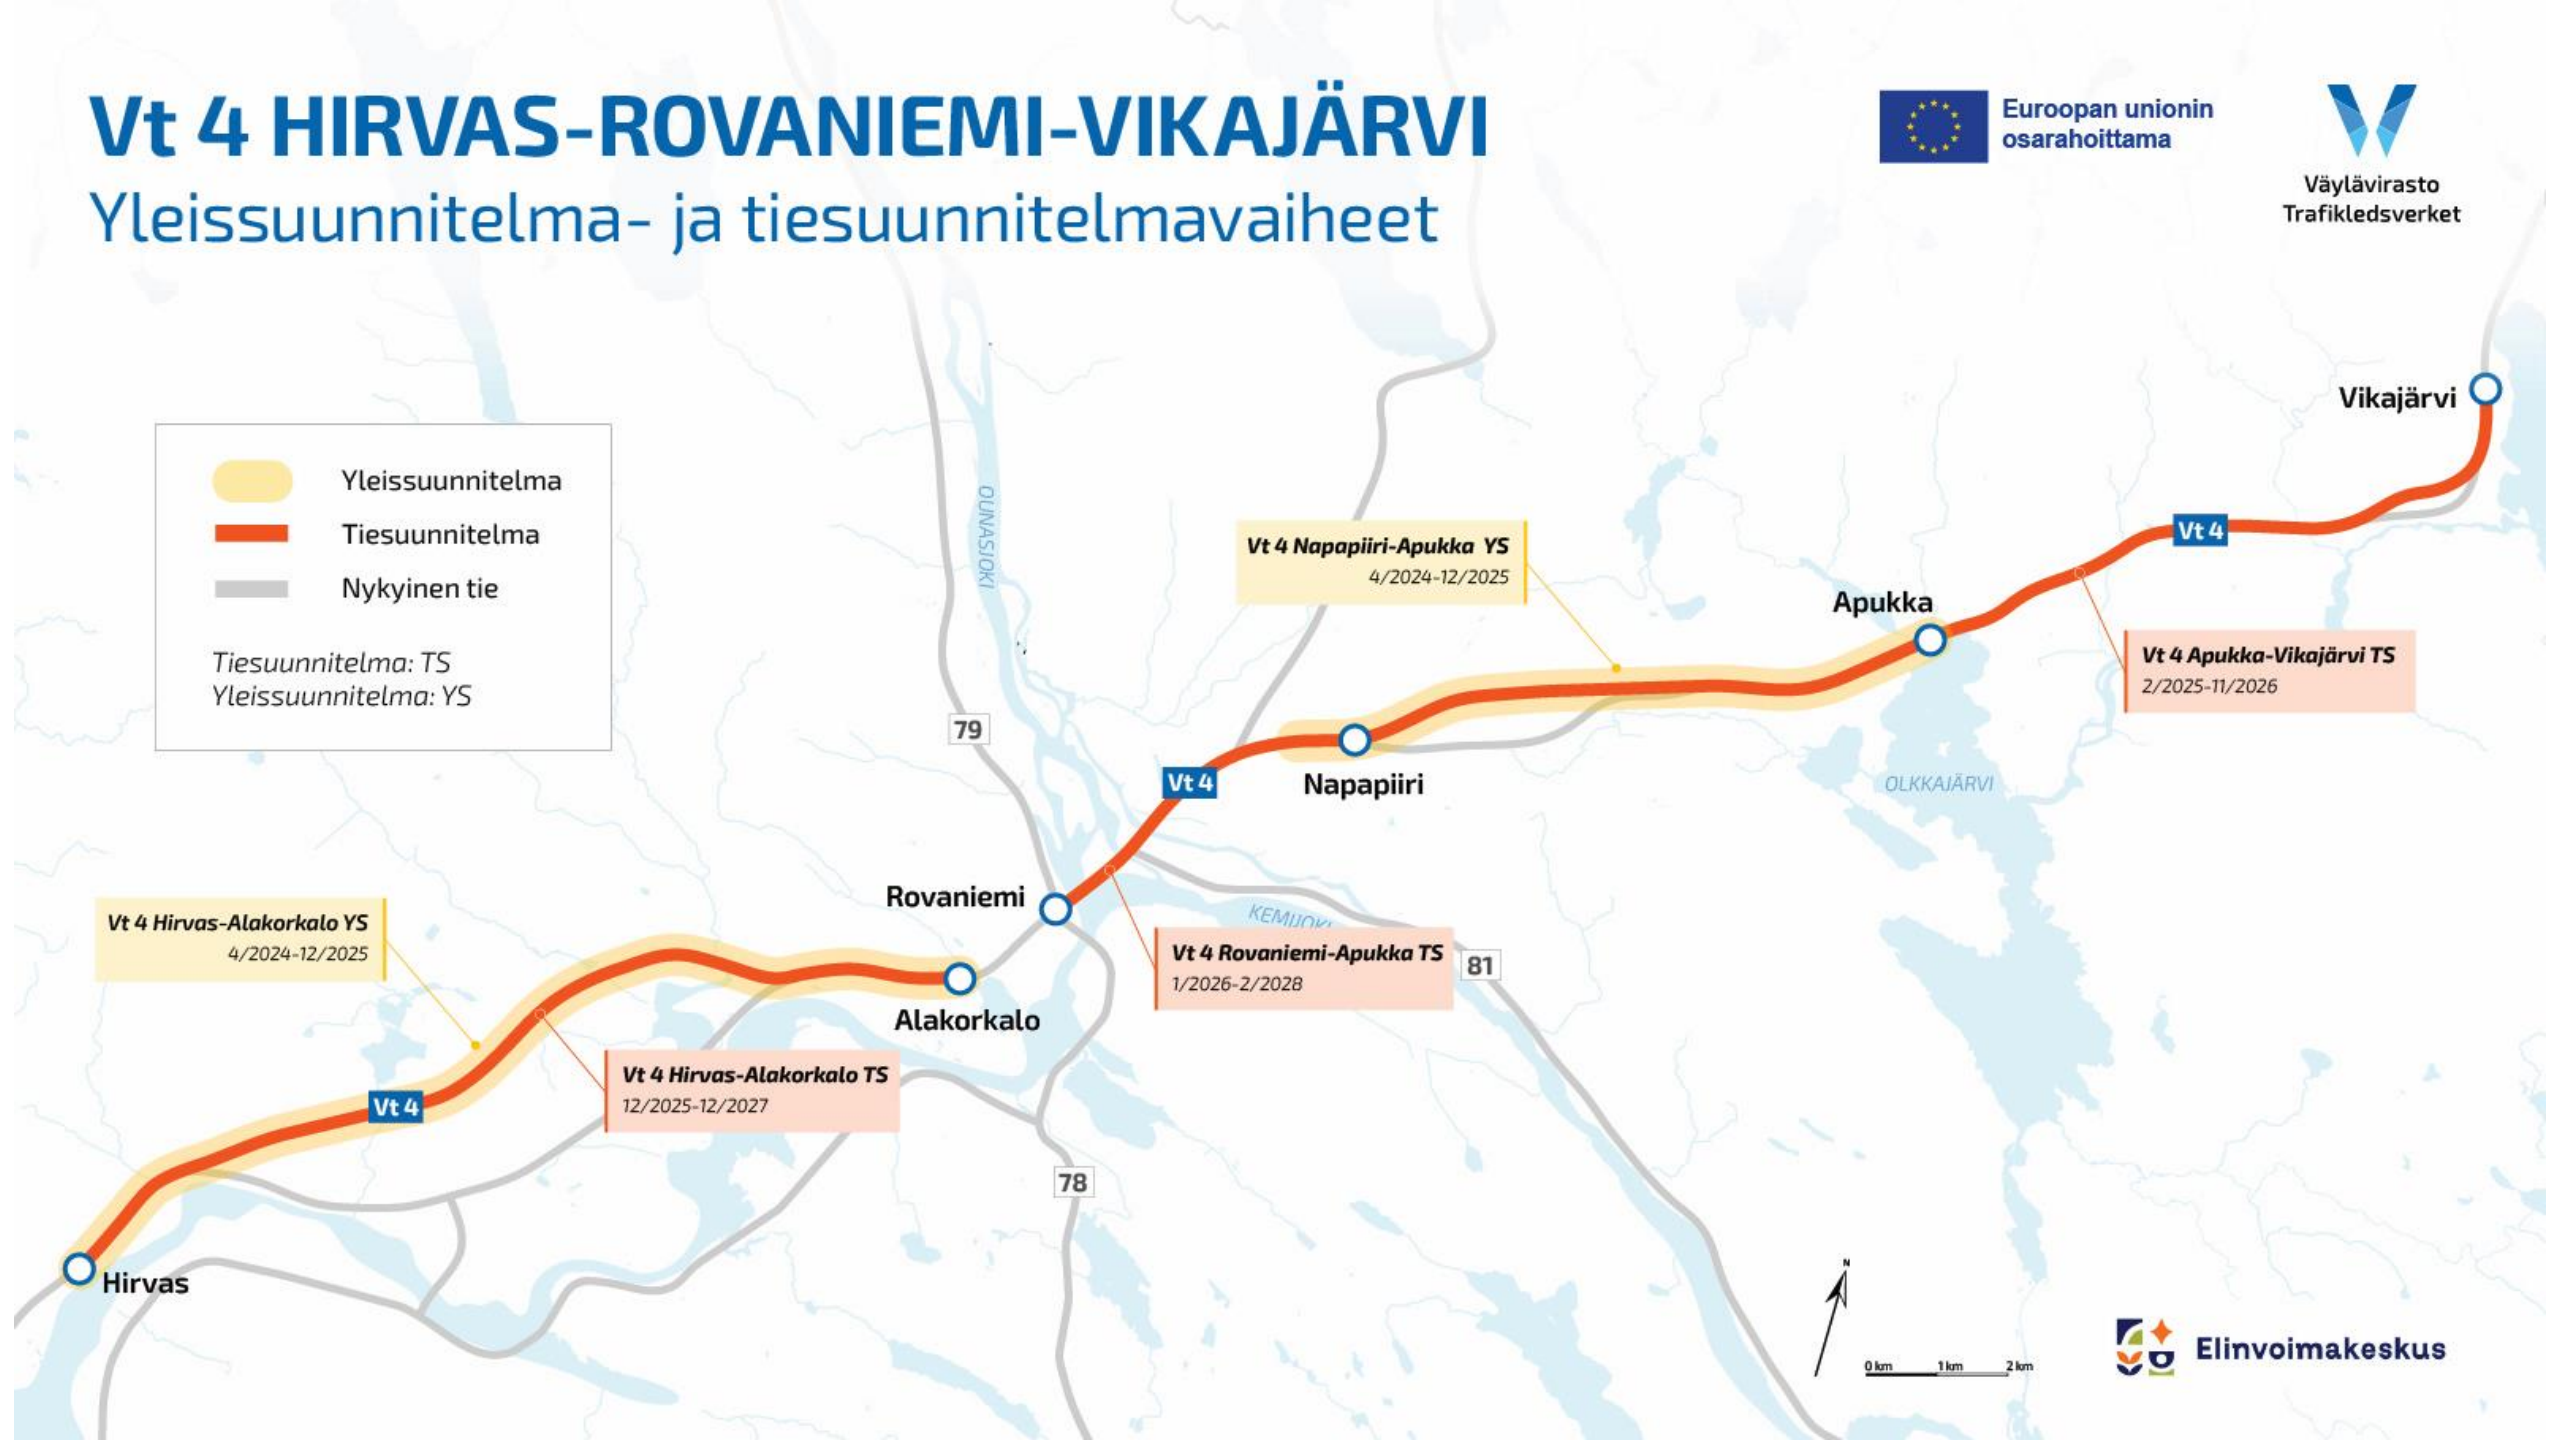 Vt 4 HIRVAS-ROVANIEMI-VIKAJÄRVI
Yleissuunnitelma- ja tiesuunnitelmavaiheet
Euroopan unionin
osarahoittama
Väylävirasto
Trafikledsverket
Yleissuunnitelma
Tiesuunnitelma
Nykyinen tie
Tiesuunnitelma: TS
Yleissuunnitelma: YS
OUNASJOKI
Vikajärvi
Vt 4
Vt 4 Napapiiri-Apukka YS
4/2024-12/2025
Apukka
Vt 4 Apukka-Vikajärvi TS
2/2025-11/2026
79
Vt 4
Napapiiri
OLKKAJÄRVI
Rovaniemi
KEMIJOKI
Vt 4 Hirvas-Alakorkalo YS
4/2024-12/2025
Vt 4 Rovaniemi-Apukka TS
1/2026-2/2028
81
Alakorkalo
Vt 4 Hirvas-Alakorkalo TS
12/2025-12/2027
Vt 4
78
Hirvas
N
0 km 1 km 2 km
Elinvoimakeskus